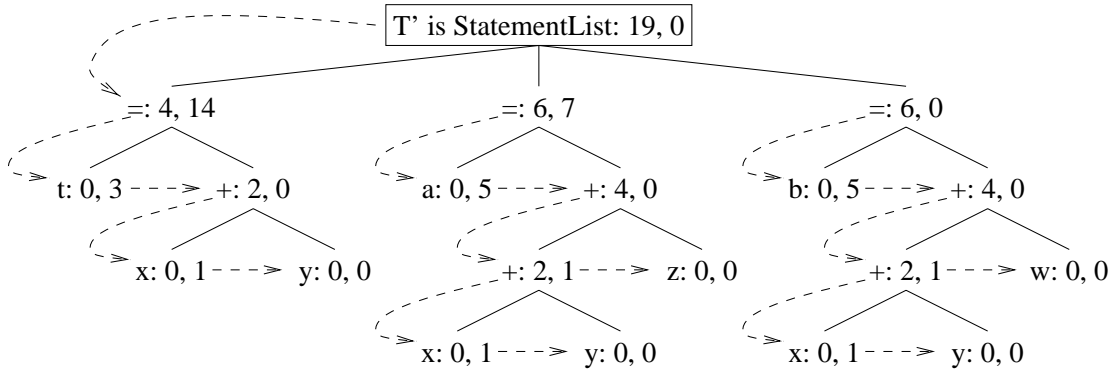 T’ is StatementList: 19, 0
=: 4, 14 =: 6, 7 =: 6, 0
t: 0, 3 +: 2, 0 a: 0, 5 +: 4, 0 b: 0, 5 +: 4, 0
x: 0, 1 y: 0, 0 +: 2, 1 z: 0, 0 +: 2, 1 w: 0, 0
x: 0, 1 y: 0, 0 x: 0, 1 y: 0, 0